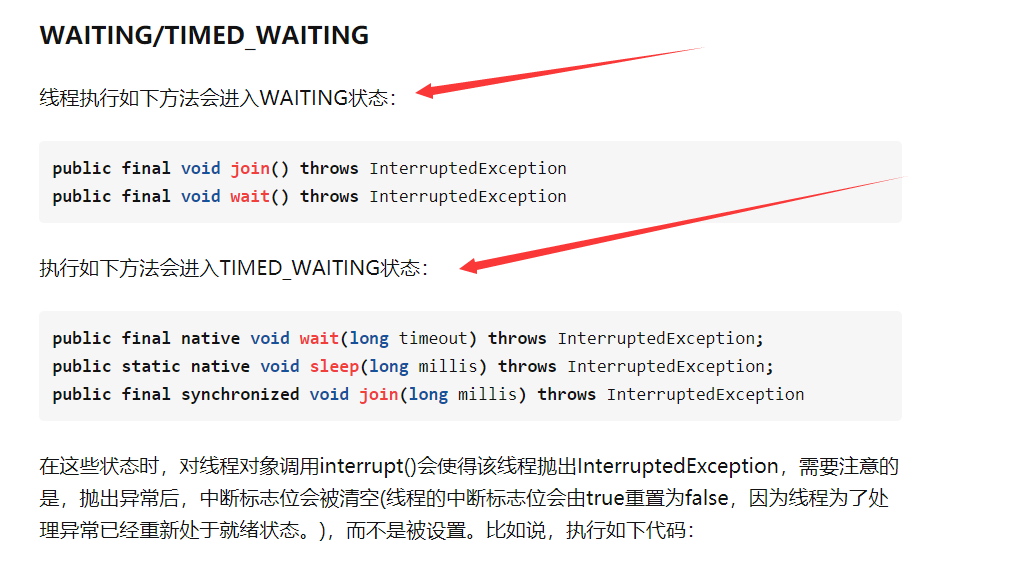 WAITING/TIMED_WAITING
线程执行如下方法会进入WAITING状态：
public final void join() throws InterruptedException
public final void wait() throws InterruptedException
执行如下方法会进入TIMED_WAITING状态：
public final native void wait(long timeout) throws InterruptedException;
public static native void sleep(long millis) throws InterruptedException;
public final synchronized void join(long millis) throws InterruptedException
在这些状态时，对线程对象调用interrupt()会使得该线程抛出InterruptedException，需要注意的
是，抛出异常后，中断标志位会被清空(线程的中断标志位会由true重置为false，因为线程为了处
理异常已经重新处于就绪状态。)，而不是被设置。比如说，执行如下代码：